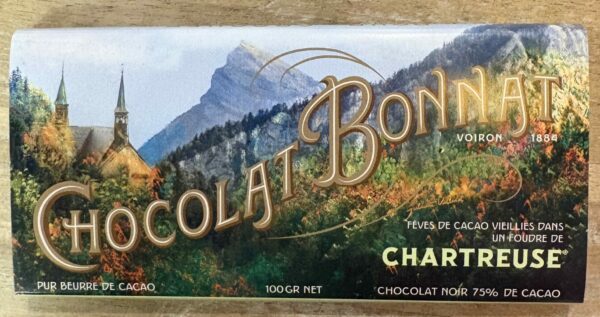 CHOCOLAT BONNAT
VOIRON 1884
FÈVES DE CACAO VIEILLIES DANS
UN FOUDRE DE
CHARTREUSE®
PUR BEURRE DE CACAO
100GR NET
CHOCOLAT NOIR 75% DE CACAO